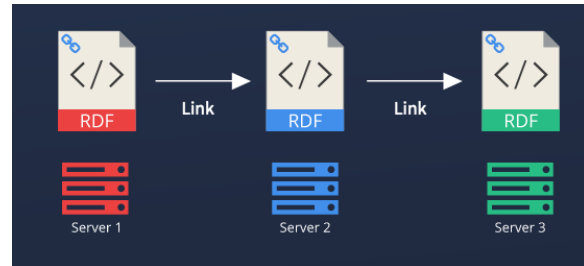 </> </> </>
Link Link
RDF RDF RDF
Server 1 Server 2 Server 3